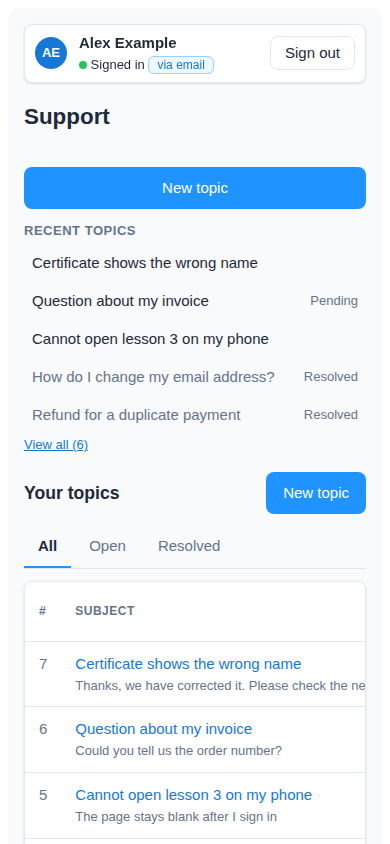 AE
Alex Example
Signed in via email
Sign out
Support
New topic
RECENT TOPICS
Certificate shows the wrong name
Question about my invoice Pending
Cannot open lesson 3 on my phone
How do I change my email address? Resolved
Refund for a duplicate payment Resolved
View all (6)
Your topics
New topic
All Open Resolved
# SUBJECT
7 Certificate shows the wrong name
Thanks, we have corrected it. Please check the ne
6 Question about my invoice
Could you tell us the order number?
5 Cannot open lesson 3 on my phone
The page stays blank after I sign in